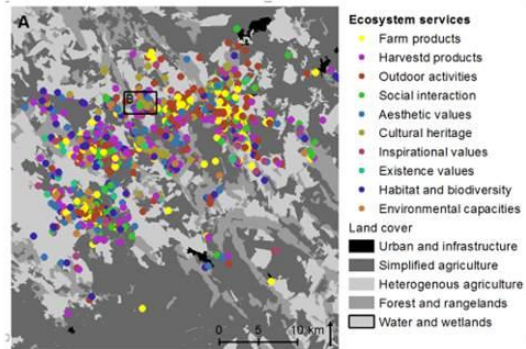 A
B
0 5 10 km
Ecosystem services
Farm products
Harvestd products
Outdoor activities
Social interaction
Aesthetic values
Cultural heritage
Inspirational values
Existence values
Habitat and biodiversity
Environmental capacities
Land cover
Urban and infrastructure
Simplified agriculture
Heterogenous agriculture
Forest and rangelands
Water and wetlands